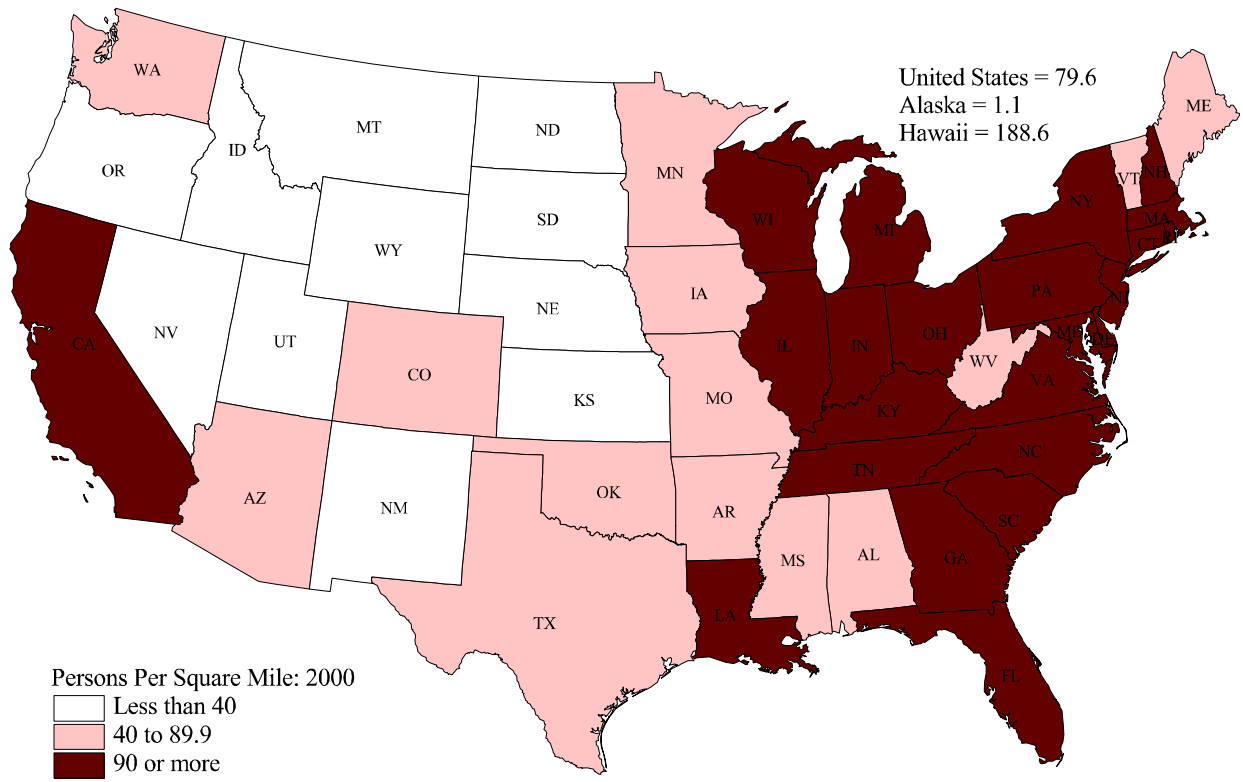 WA
United States = 79.6
Alaska = 1.1
Hawaii = 188.6
ME
MT
ND
ID
OR
MN
VT
NH
NY
SD
WI
MI
MA
CT
RI
WY
IA
PA
NJ
NE
NV
UT
CA
IL
IN
OH
MD
DE
WV
VA
CO
KS
MO
KY
NC
TN
AZ
NM
OK
AR
SC
MS
AL
GA
TX
LA
FL
Persons Per Square Mile: 2000
Less than 40
40 to 89.9
90 or more